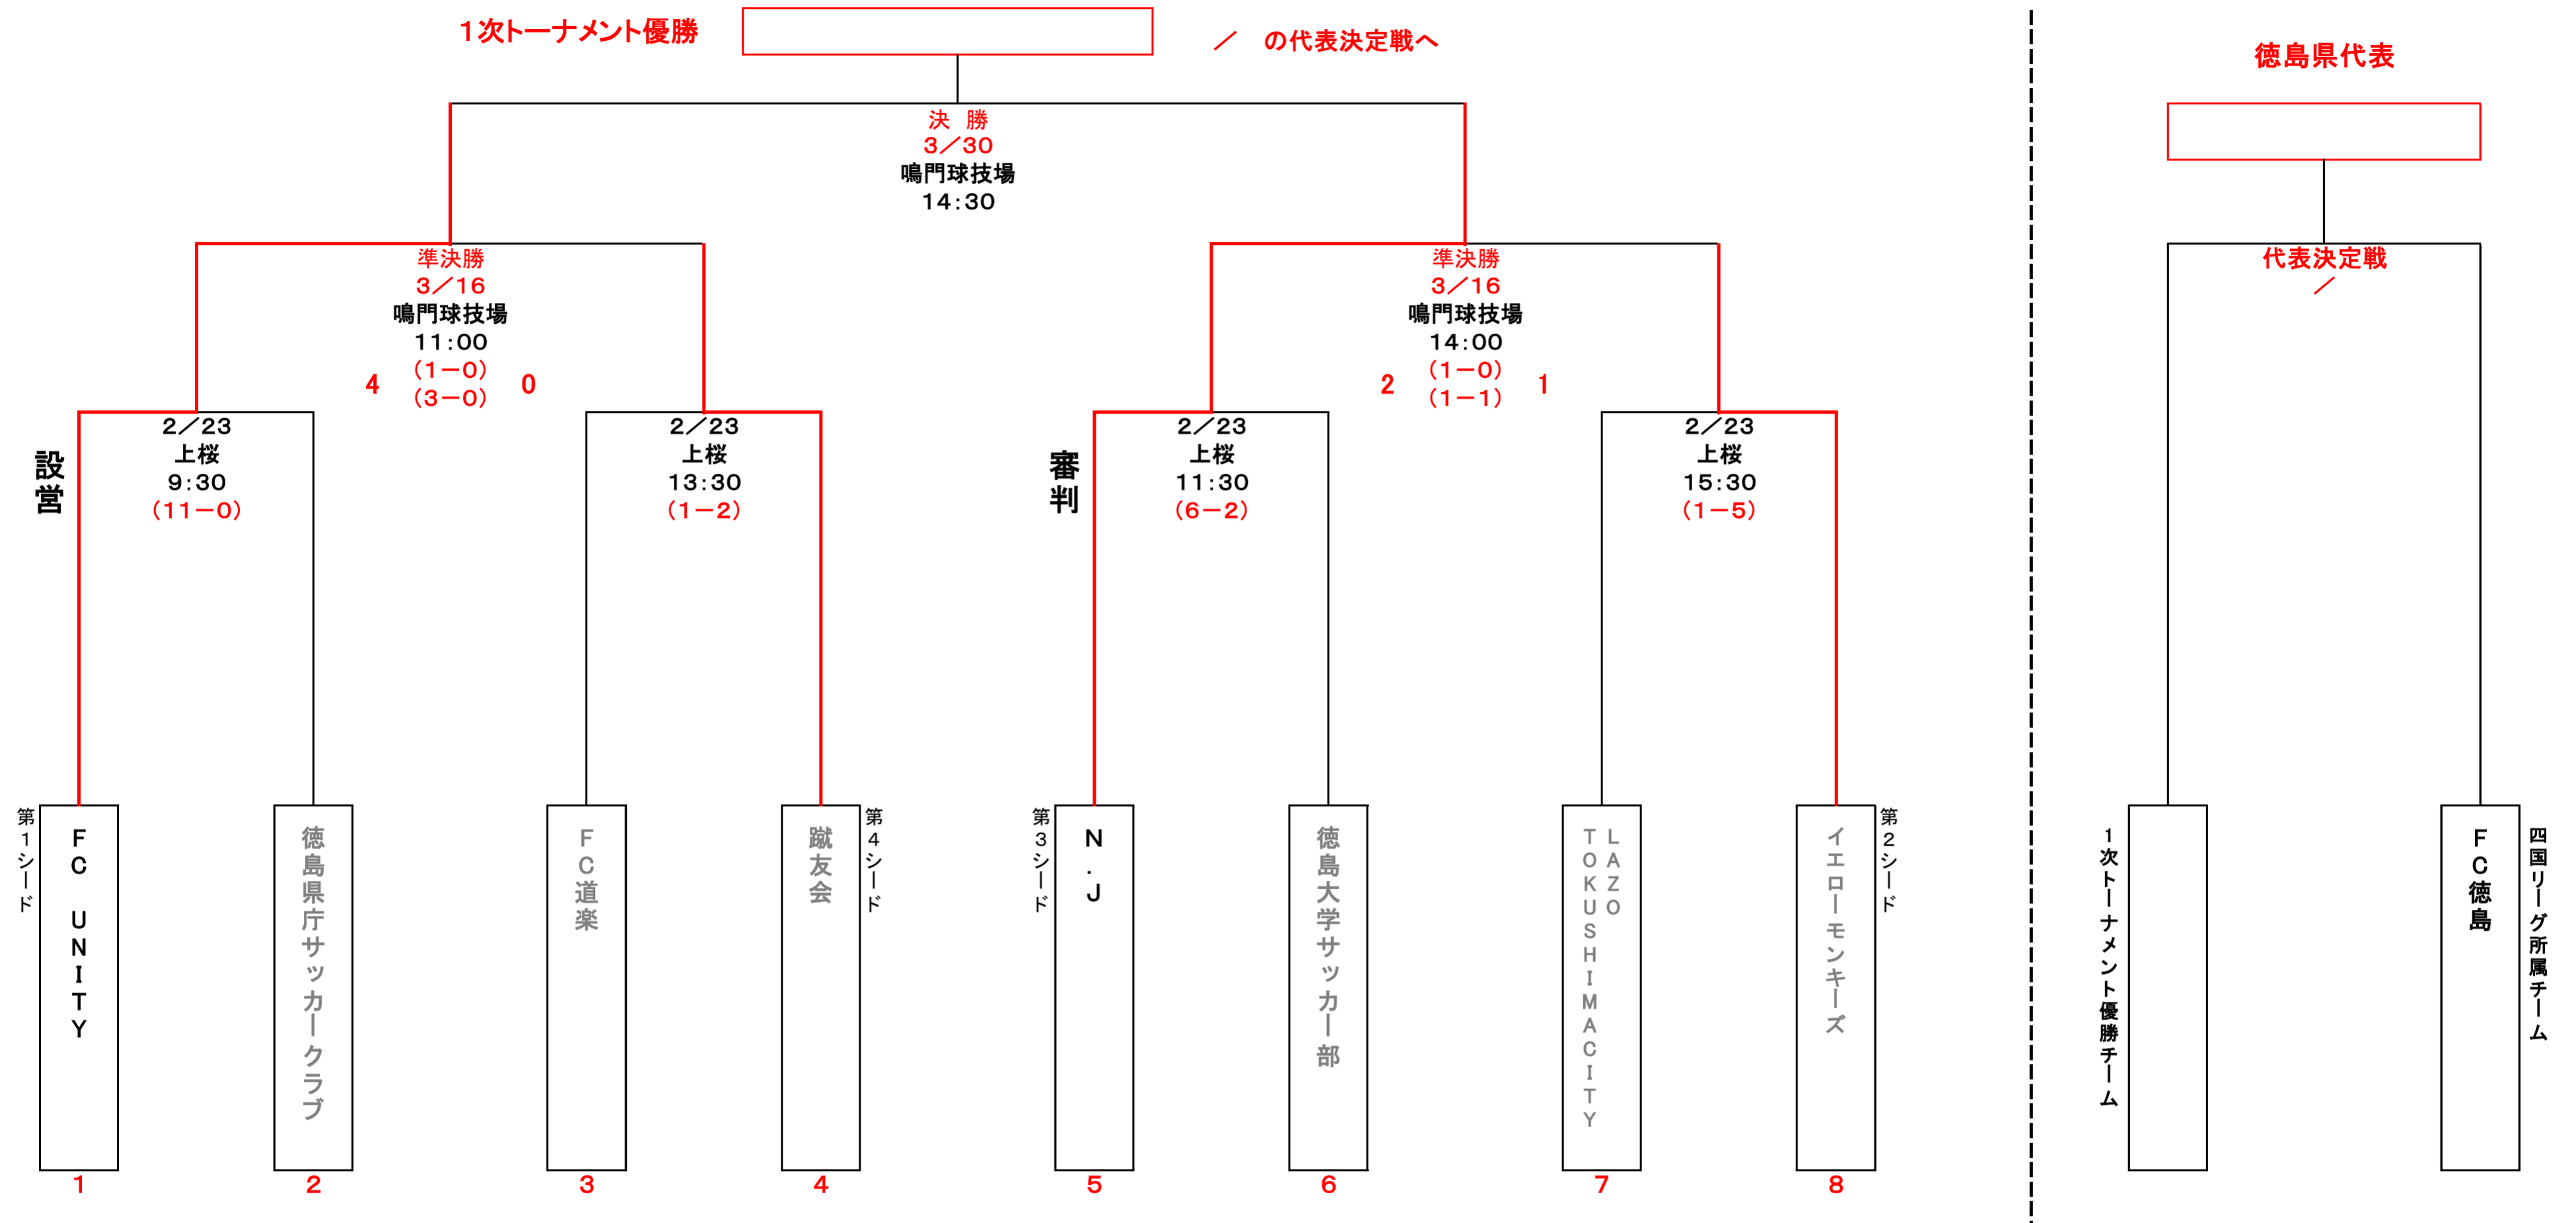 １次トーナメント優勝
／　の代表決定戦へ
徳島県代表
決　勝
3／30
鳴門球技場
14：30
準決勝
3／16
鳴門球技場
11：00
4　（1－0）　0
（3－0）
準決勝
3／16
鳴門球技場
14：00
2　（1－0）　1
（1－1）
代表決定戦
／
設営
2／23
上桜
9：30
（11－0）
2／23
上桜
13：30
（1－2）
審判
2／23
上桜
11：30
（6－2）
2／23
上桜
15：30
（1－5）
第１シード
ＦＣ　ＵＮＩＴＹ
徳島県庁サッカークラブ
ＦＣ道楽
蹴友会
第４シード
第３シード
Ｎ．Ｊ
徳島大学サッカー部
LAZO
TOKUSHIMACITY
イエローモンキーズ
第２シード
１次トーナメント優勝チーム
ＦＣ徳島
四国リーグ所属チーム
1
2
3
4
5
6
7
8